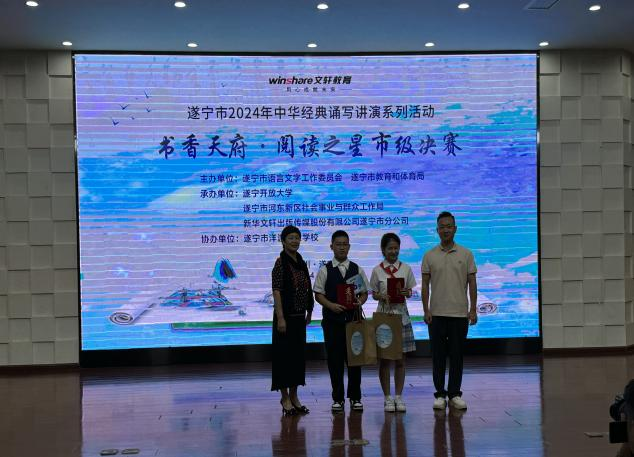 winshare文轩教育
遂宁市2024年中华经典诵写讲演系列活动
书香天府·阅读之星市级决赛
主办单位：遂宁市语言文字工作委员会 遂宁市教育和体育局
承办单位：遂宁开放大学
遂宁市河东新区社会事业与群众工作局
新华文轩出版传媒股份有限公司遂宁市分公司
协办单位：遂宁市 学校